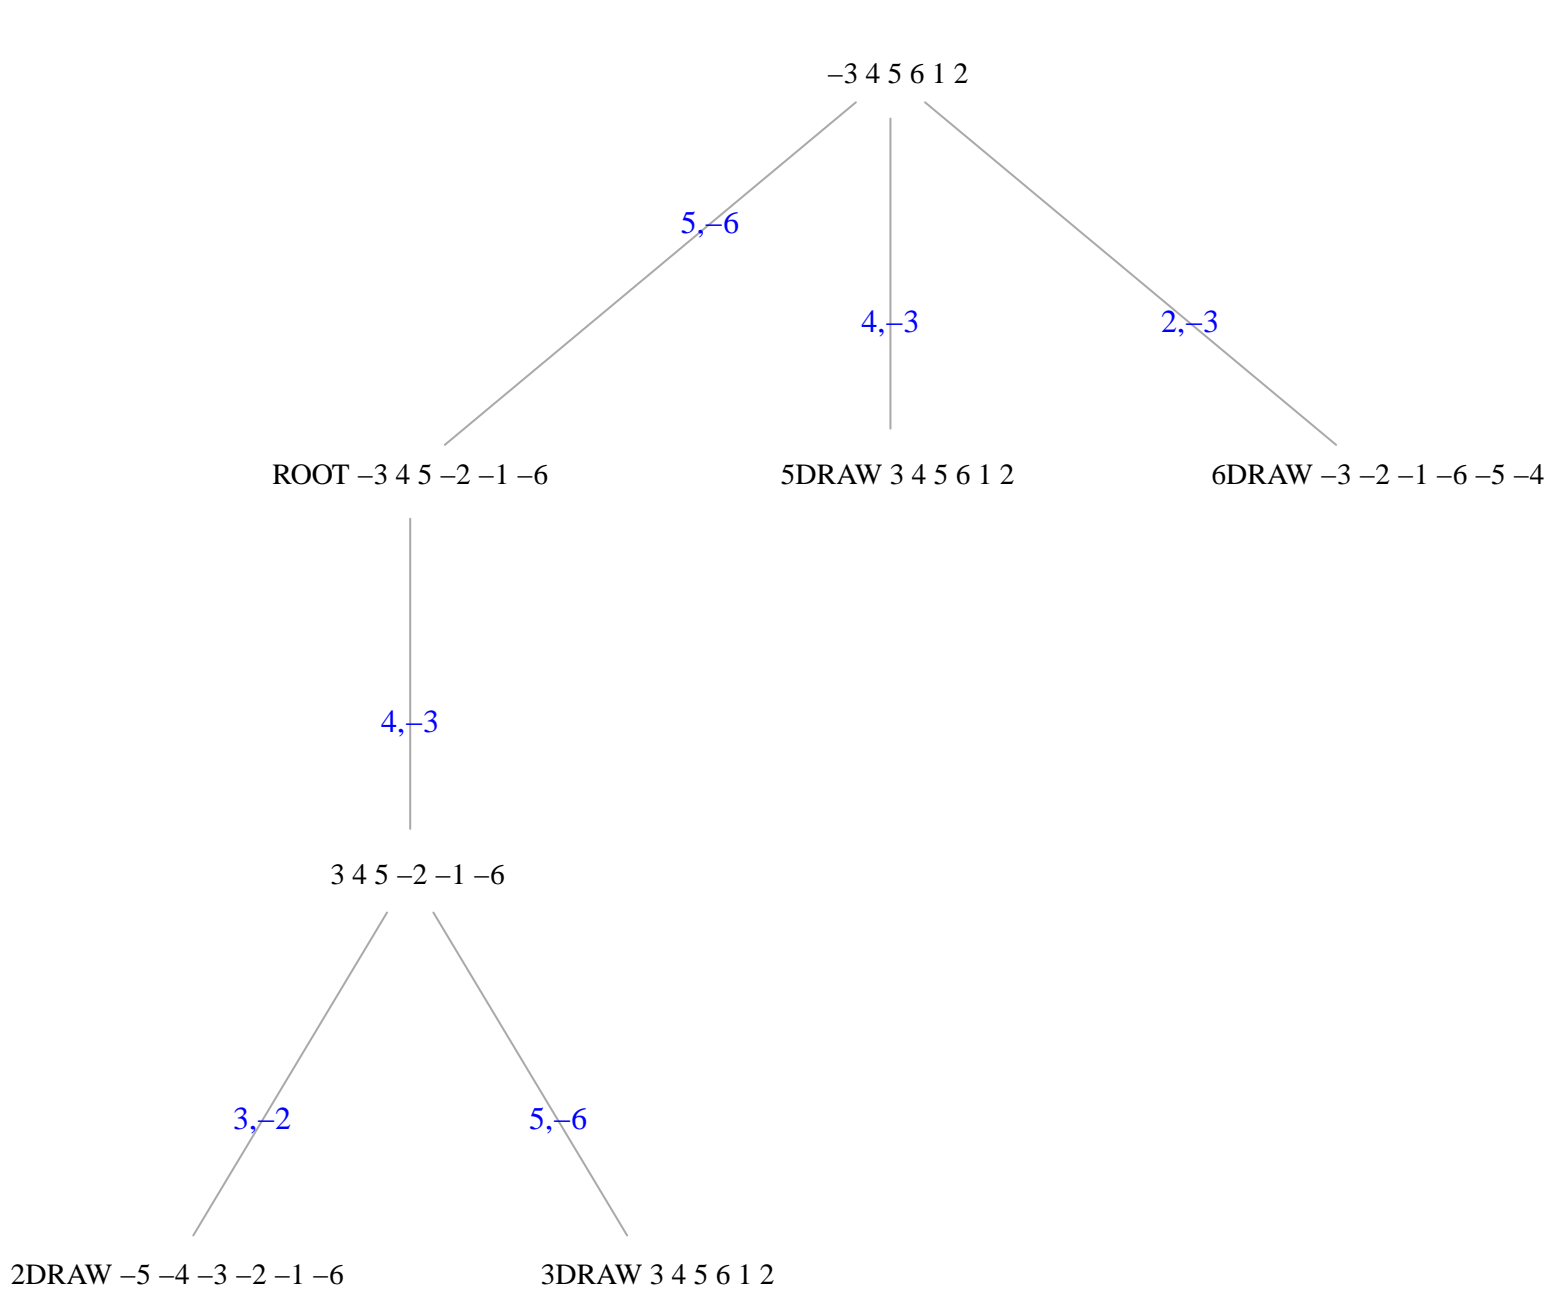 –3 4 5 6 1 2
5,–6
4,–3
2,–3
ROOT –3 4 5 –2 –1 –6
5DRAW 3 4 5 6 1 2
6DRAW –3 –2 –1 –6 –5 –4
4,–3
3 4 5 –2 –1 –6
3,–2
5,–6
2DRAW –5 –4 –3 –2 –1 –6
3DRAW 3 4 5 6 1 2